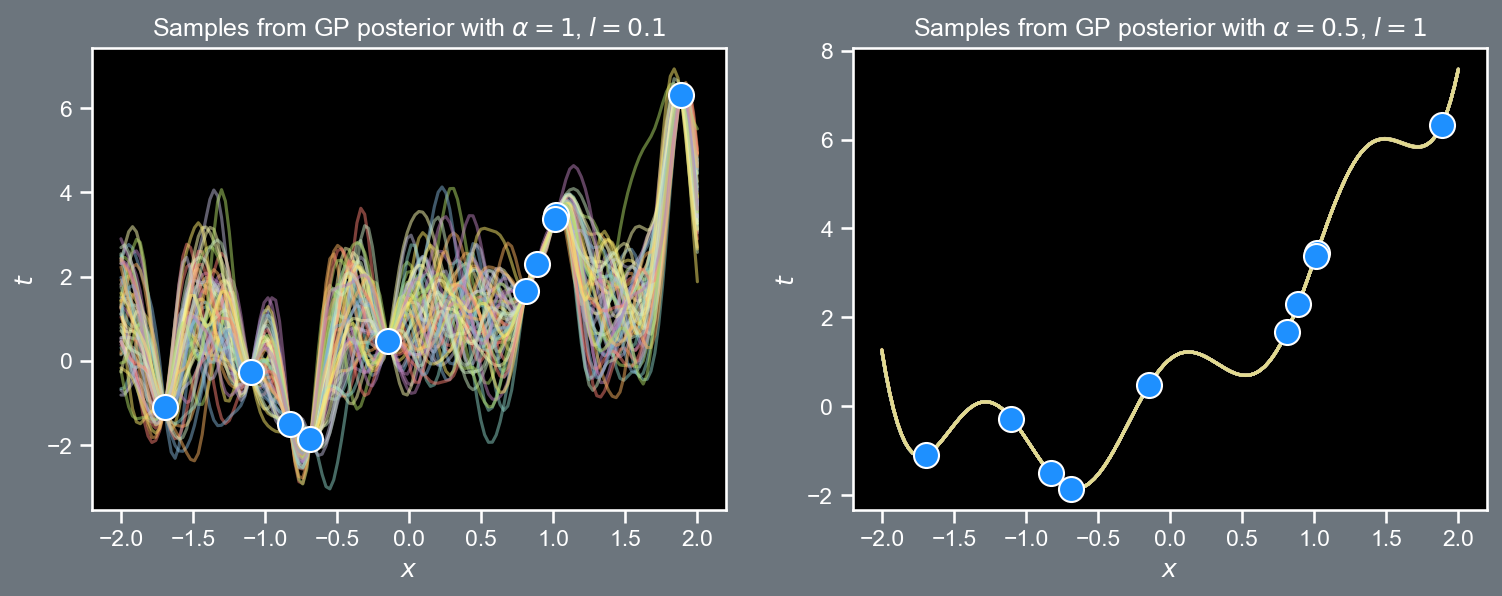 Samples from GP posterior with α = 1, l = 0.1
6
4
2
0
−2
t
−2.0 −1.5 −1.0 −0.5 0.0 0.5 1.0 1.5 2.0
x
Samples from GP posterior with α = 0.5, l = 1
8
6
4
2
0
−2
t
−2.0 −1.5 −1.0 −0.5 0.0 0.5 1.0 1.5 2.0
x